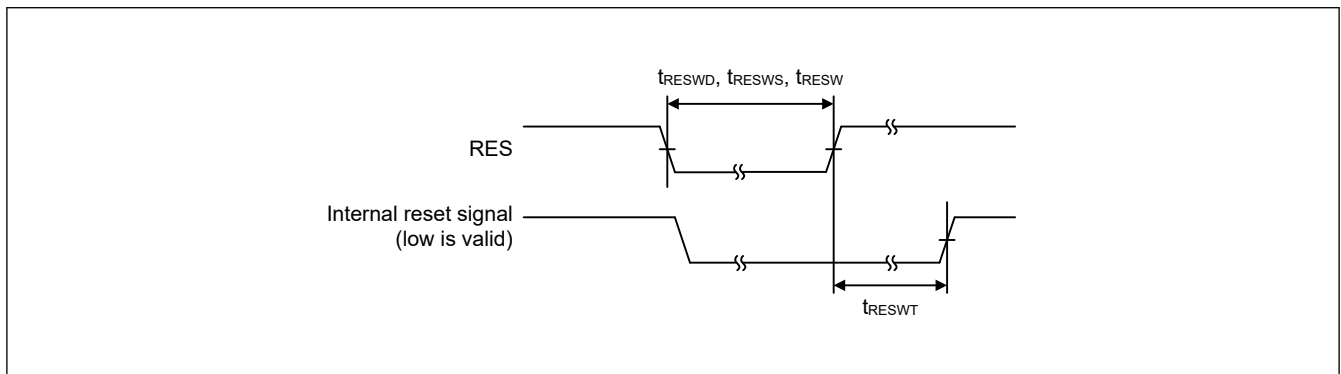 tRESWD, tRESWS, tRESW
RES
Internal reset signal
(low is valid)
tRESWT